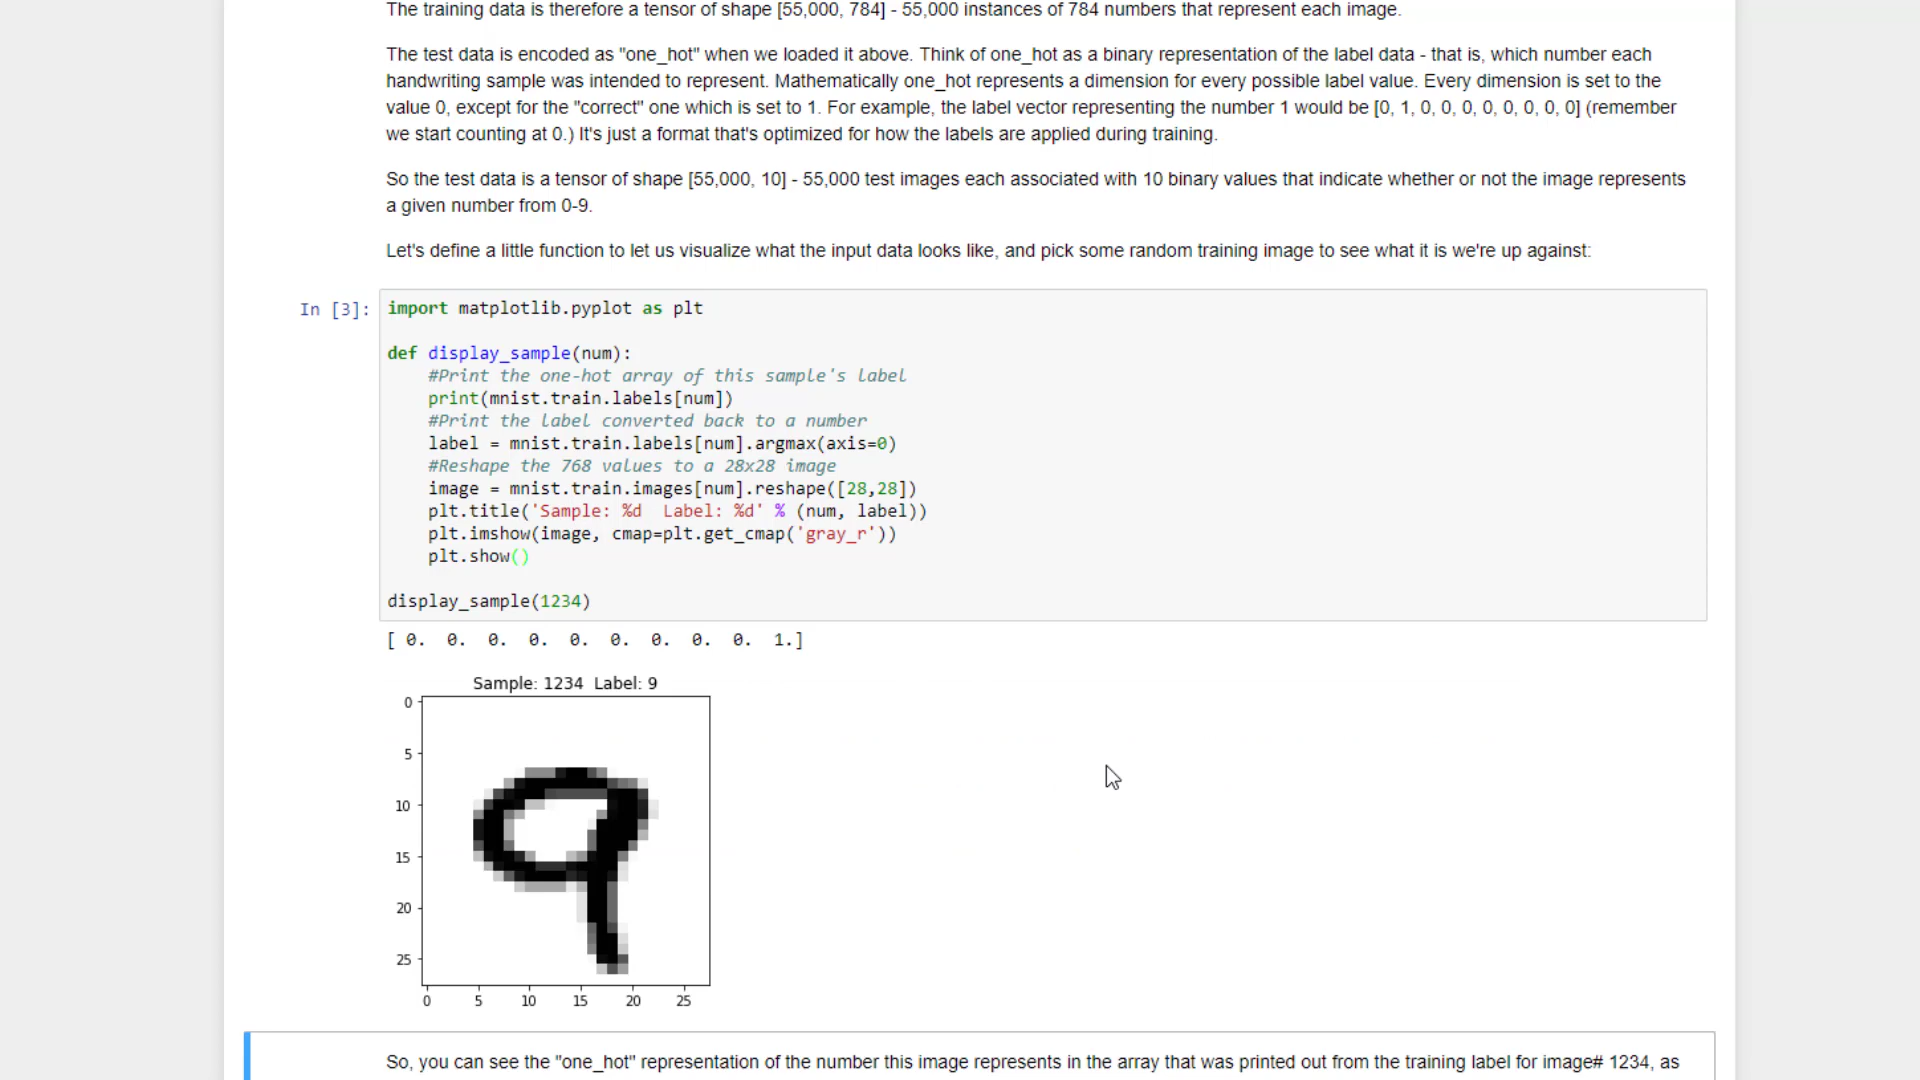 The training data is therefore a tensor of shape [55,000, 784] - 55,000 instances of 784 numbers that represent each image.
The test data is encoded as "one_hot" when we loaded it above. Think of one_hot as a binary representation of the label data - that is, which number each
handwriting sample was intended to represent. Mathematically one_hot represents a dimension for every possible label value. Every dimension is set to the
value 0, except for the "correct" one which is set to 1. For example, the label vector representing the number 1 would be [0, 1, 0, 0, 0, 0, 0, 0, 0, 0] (remember
we start counting at 0.) It's just a format that's optimized for how the labels are applied during training.
So the test data is a tensor of shape [55,000, 10] - 55,000 test images each associated with 10 binary values that indicate whether or not the image represents
a given number from 0-9.
Let's define a little function to let us visualize what the input data looks like, and pick some random training image to see what it is we're up against:
In [3]: import matplotlib.pyplot as plt
def display_sample(num):
    #Print the one-hot array of this sample's label
    print(mnist.train.labels[num])
    #Print the label converted back to a number
    label = mnist.train.labels[num].argmax(axis=0)
    #Reshape the 768 values to a 28x28 image
    image = mnist.train.images[num].reshape([28,28])
    plt.title('Sample: %d  Label: %d' % (num, label))
    plt.imshow(image, cmap=plt.get_cmap('gray_r'))
    plt.show()
display_sample(1234)
[ 0.  0.  0.  0.  0.  0.  0.  0.  0.  1.]
Sample: 1234  Label: 9
0
5
10
15
20
25
0 5 10 15 20 25
So, you can see the "one_hot" representation of the number this image represents in the array that was printed out from the training label for image# 1234, as